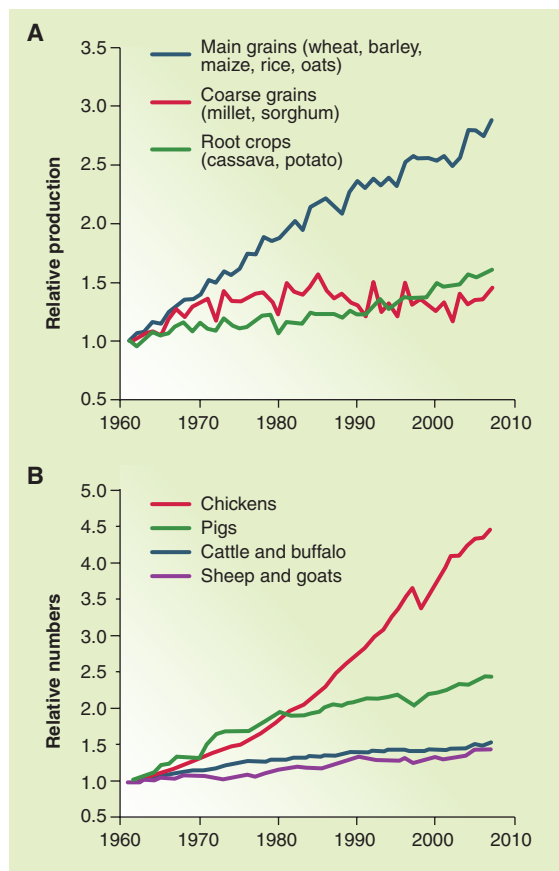 A
3.5
3.0
2.5
2.0
1.5
1.0
0.5
Relative production
Main grains (wheat, barley,
maize, rice, oats)
Coarse grains
(millet, sorghum)
Root crops
(cassava, potato)
1960 1970 1980 1990 2000 2010
B
5.0
4.5
4.0
3.5
3.0
2.5
2.0
1.5
1.0
0.5
Relative numbers
Chickens
Pigs
Cattle and buffalo
Sheep and goats
1960 1970 1980 1990 2000 2010